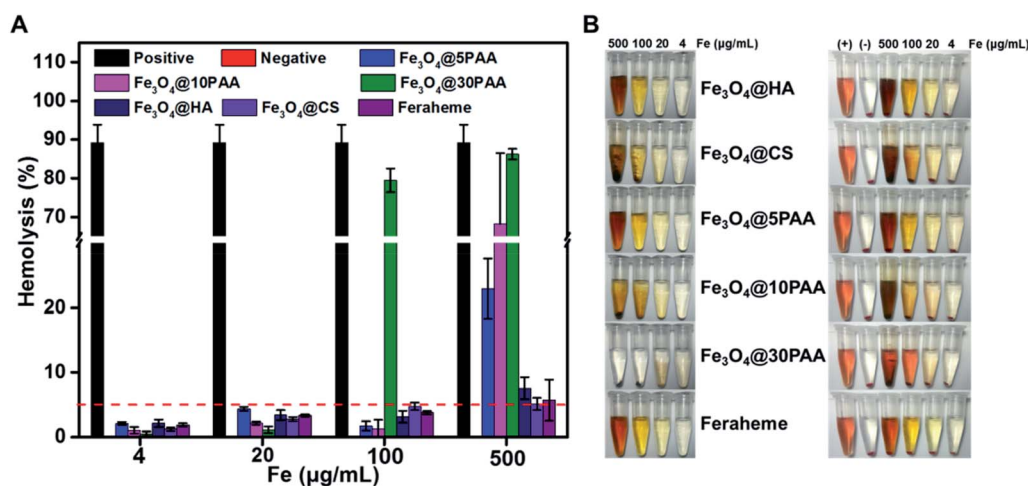 A
Hemolysis (%)
110
100
90
80
70
20
10
0
Positive
Negative
Fe₃O₄@5PAA
Fe₃O₄@10PAA
Fe₃O₄@30PAA
Fe₃O₄@HA
Fe₃O₄@CS
Feraheme
4
20
100
500
Fe (µg/mL)
B
500 100 20 4 Fe (µg/mL)
(+) (-) 500 100 20 4 Fe (µg/mL)
Fe₃O₄@HA
Fe₃O₄@CS
Fe₃O₄@5PAA
Fe₃O₄@10PAA
Fe₃O₄@30PAA
Feraheme